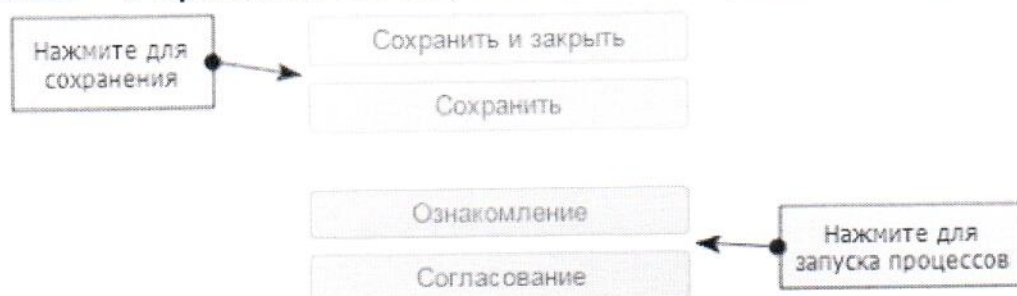 Нажмите для
сохранения
Сохранить и закрыть
Сохранить
Ознакомление
Согласование
Нажмите для
запуска процессов